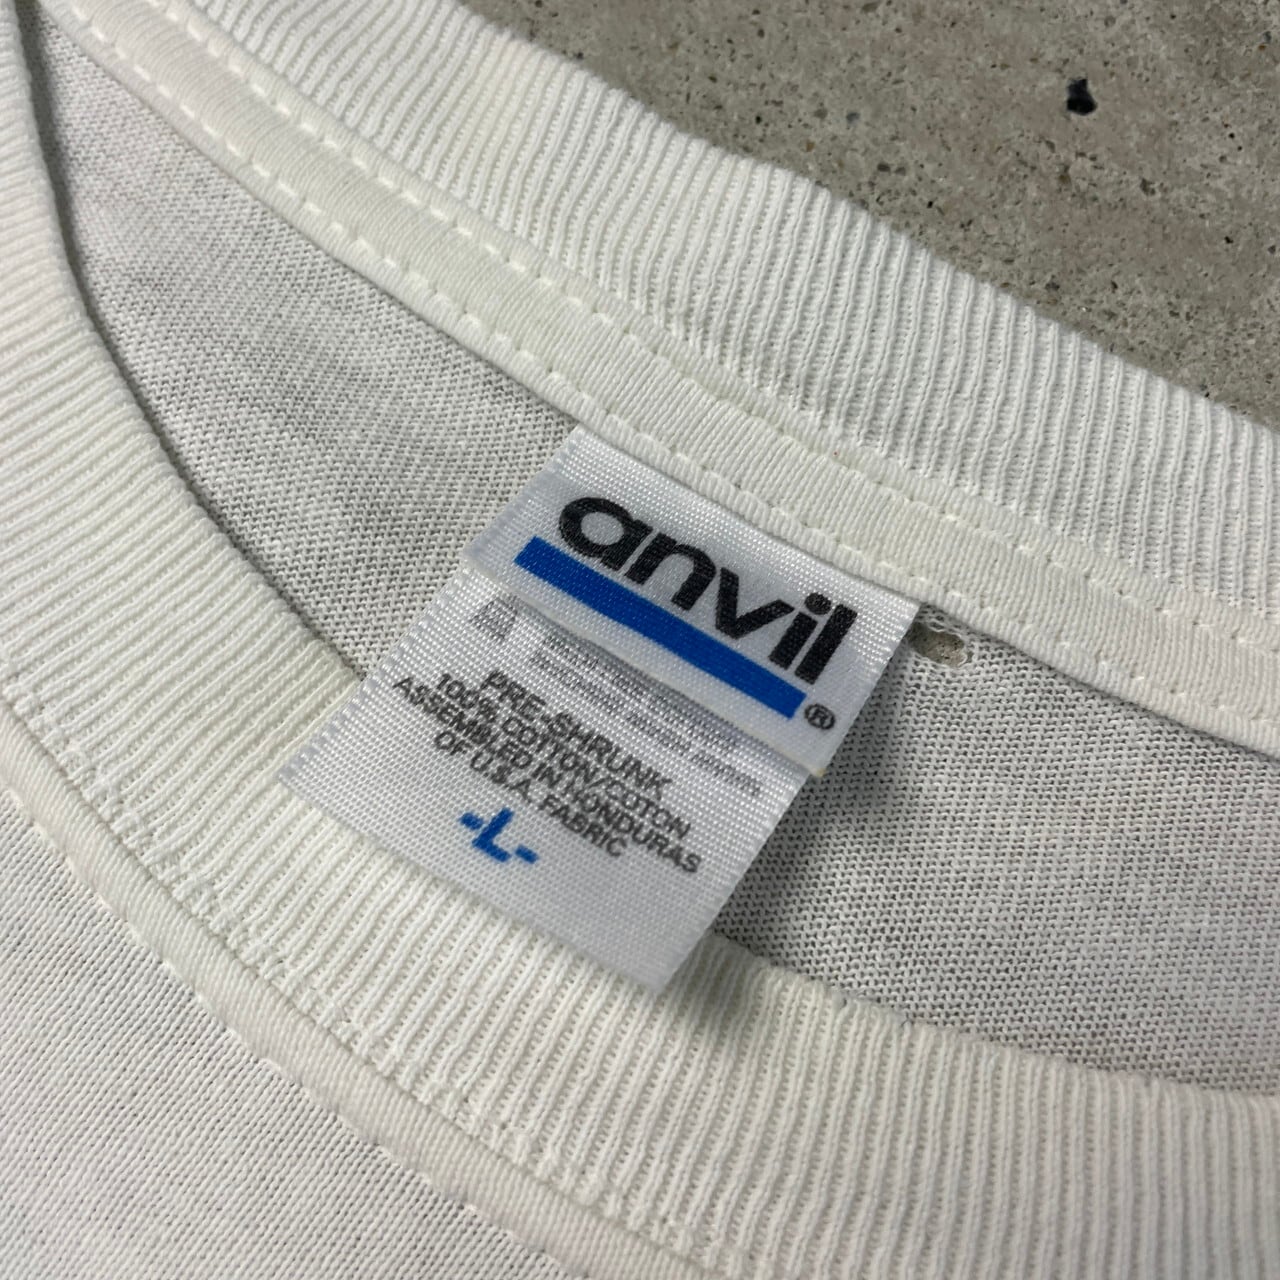 anvil®
PRE-SHRUNK
100% COTTON/COTON
ASSEMBLED IN HONDURAS
OF U.S.A. FABRIC
-L-